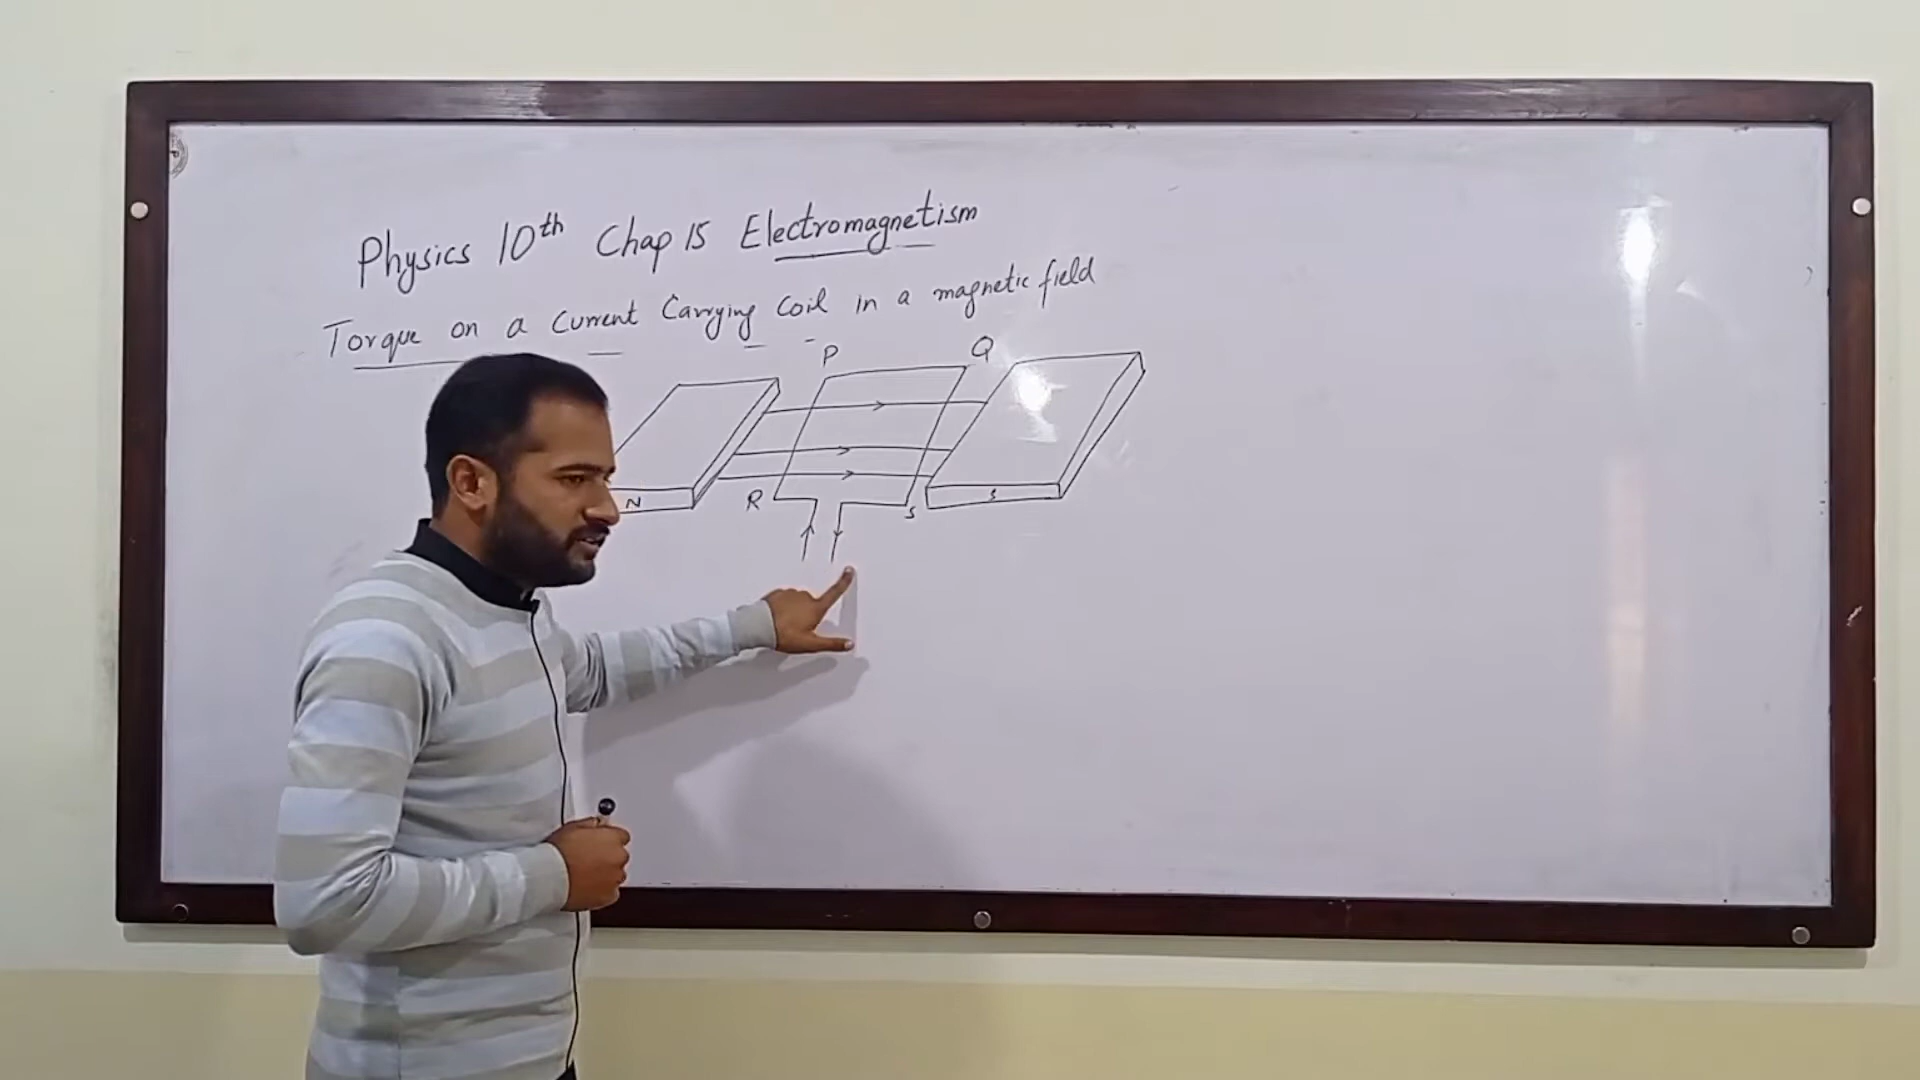 Physics 10th Chap 15 Electromagnetism
Torque on a Current Carrying Coil in a magnetic field
P Q
N R S S